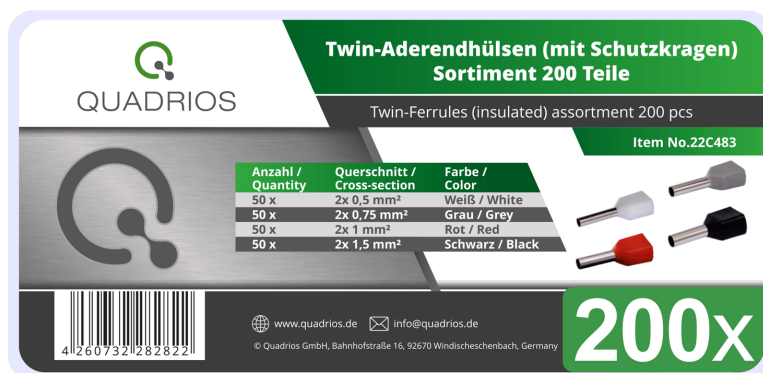 QUADRIOS
Twin-Aderendhülsen (mit Schutzkragen)
Sortiment 200 Teile
Twin-Ferrules (insulated) assortment 200 pcs
Item No.22C483
Anzahl / Quantity Querschnitt / Cross-section Farbe / Color
50 x 2x 0,5 mm² Weiß / White
50 x 2x 0,75 mm² Grau / Grey
50 x 2x 1 mm² Rot / Red
50 x 2x 1,5 mm² Schwarz / Black
4 260732 282822
www.quadrios.de info@quadrios.de
© Quadrios GmbH, Bahnhofstraße 16, 92670 Windischeschenbach, Germany
200x